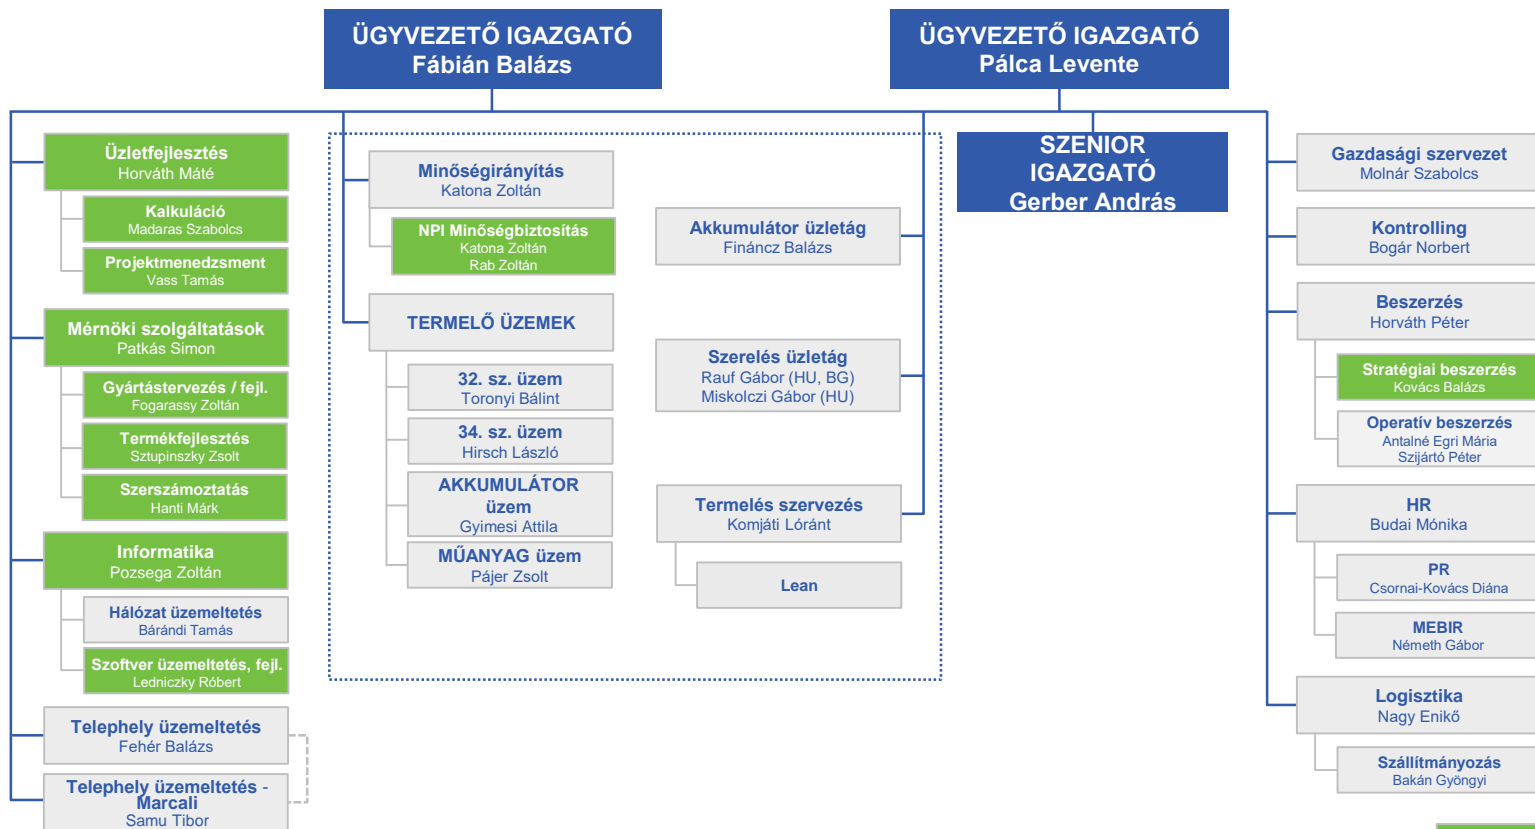 ÜGYVEZETŐ IGAZGATÓ
Fábián Balázs
ÜGYVEZETŐ IGAZGATÓ
Pálca Levente
SZENIOR
IGAZGATÓ
Gerber András
Üzletfejlesztés
Horváth Máté
Kalkuláció
Madaras Szabolcs
Projektmenedzsment
Vass Tamás
Mérnöki szolgáltatások
Patkás Simon
Gyártástervezés / fejl.
Fogarassy Zoltán
Termékfejlesztés
Sztupinszky Zsolt
Szerszámoztatás
Hanti Márk
Informatika
Pozsega Zoltán
Hálózat üzemeltetés
Bárándi Tamás
Szoftver üzemeltetés, fejl.
Ledniczky Róbert
Telephely üzemeltetés
Fehér Balázs
Telephely üzemeltetés -
Marcali
Samu Tibor
Minőségirányítás
Katona Zoltán
NPI Minőségbiztosítás
Katona Zoltán
Rab Zoltán
TERMELŐ ÜZEMEK
32. sz. üzem
Toronyi Bálint
34. sz. üzem
Hirsch László
AKKUMULÁTOR
üzem
Gyimesi Attila
MŰANYAG üzem
Pájer Zsolt
Akkumulátor üzletág
Fináncz Balázs
Szerelés üzletág
Rauf Gábor (HU, BG)
Miskolczi Gábor (HU)
Termelés szervezés
Komjáti Lóránt
Lean
Gazdasági szervezet
Molnár Szabolcs
Kontrolling
Bogár Norbert
Beszerzés
Horváth Péter
Stratégiai beszerzés
Kovács Balázs
Operatív beszerzés
Antalné Egri Mária
Szijártó Péter
HR
Budai Mónika
PR
Csornai-Kovács Diána
MEBIR
Németh Gábor
Logisztika
Nagy Enikő
Szállítmányozás
Bakán Gyöngyi